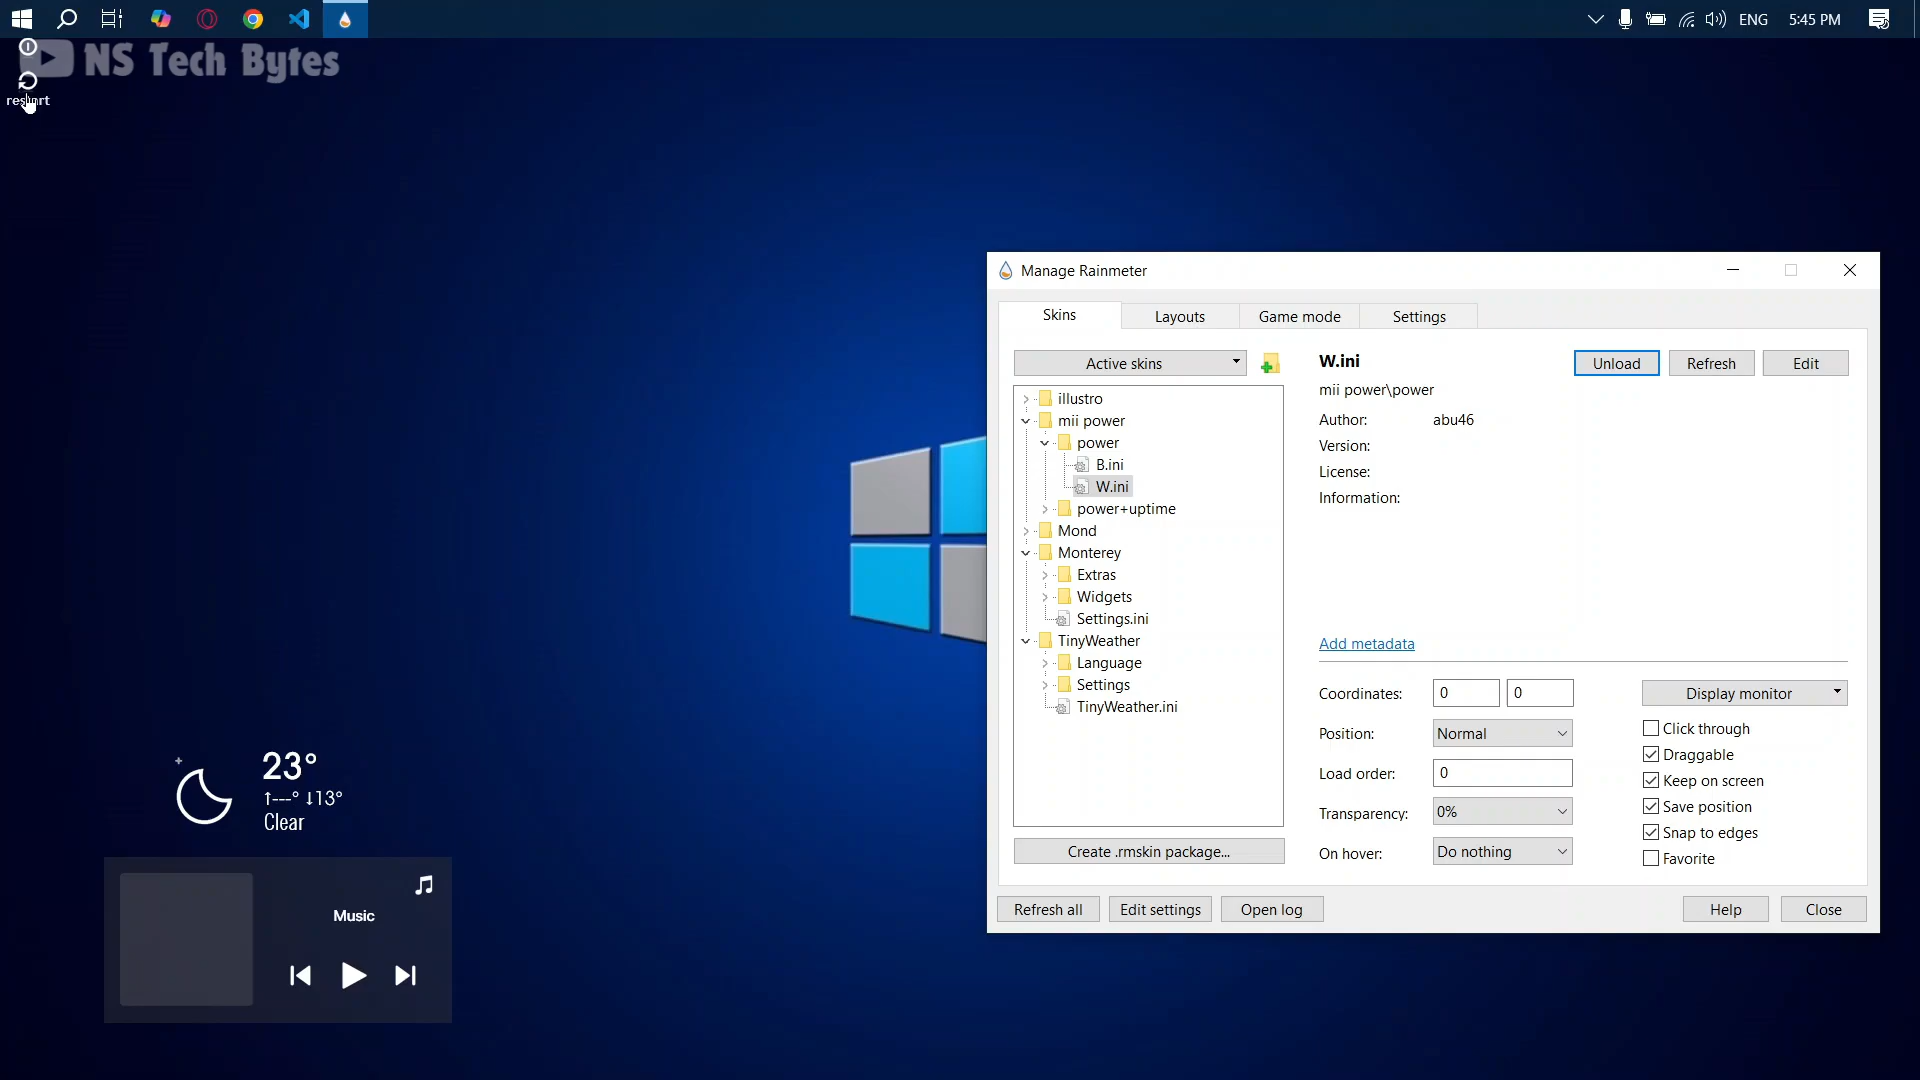 ENG
5:45 PM
NS Tech Bytes
restart
Manage Rainmeter
Skins
Layouts
Game mode
Settings
Active skins
illustro
mii power
power
B.ini
W.ini
power+uptime
Mond
Monterey
Extras
Widgets
Settings.ini
TinyWeather
Language
Settings
TinyWeather.ini
Create .rmskin package...
W.ini
Unload
Refresh
Edit
mii power\power
Author: abu46
Version:
License:
Information:
Add metadata
Coordinates: 0 0
Display monitor
Position: Normal
Load order: 0
Transparency: 0%
On hover: Do nothing
Click through
Draggable
Keep on screen
Save position
Snap to edges
Favorite
Refresh all
Edit settings
Open log
Help
Close
23°
↑---° ↓13°
Clear
Music